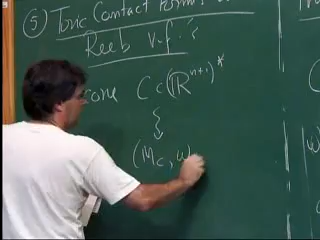 ⑤ Toric Contact Forms
Reeb v.f.'s
cone C ⊂ (ℝⁿ⁺¹)*
(M_C, ω